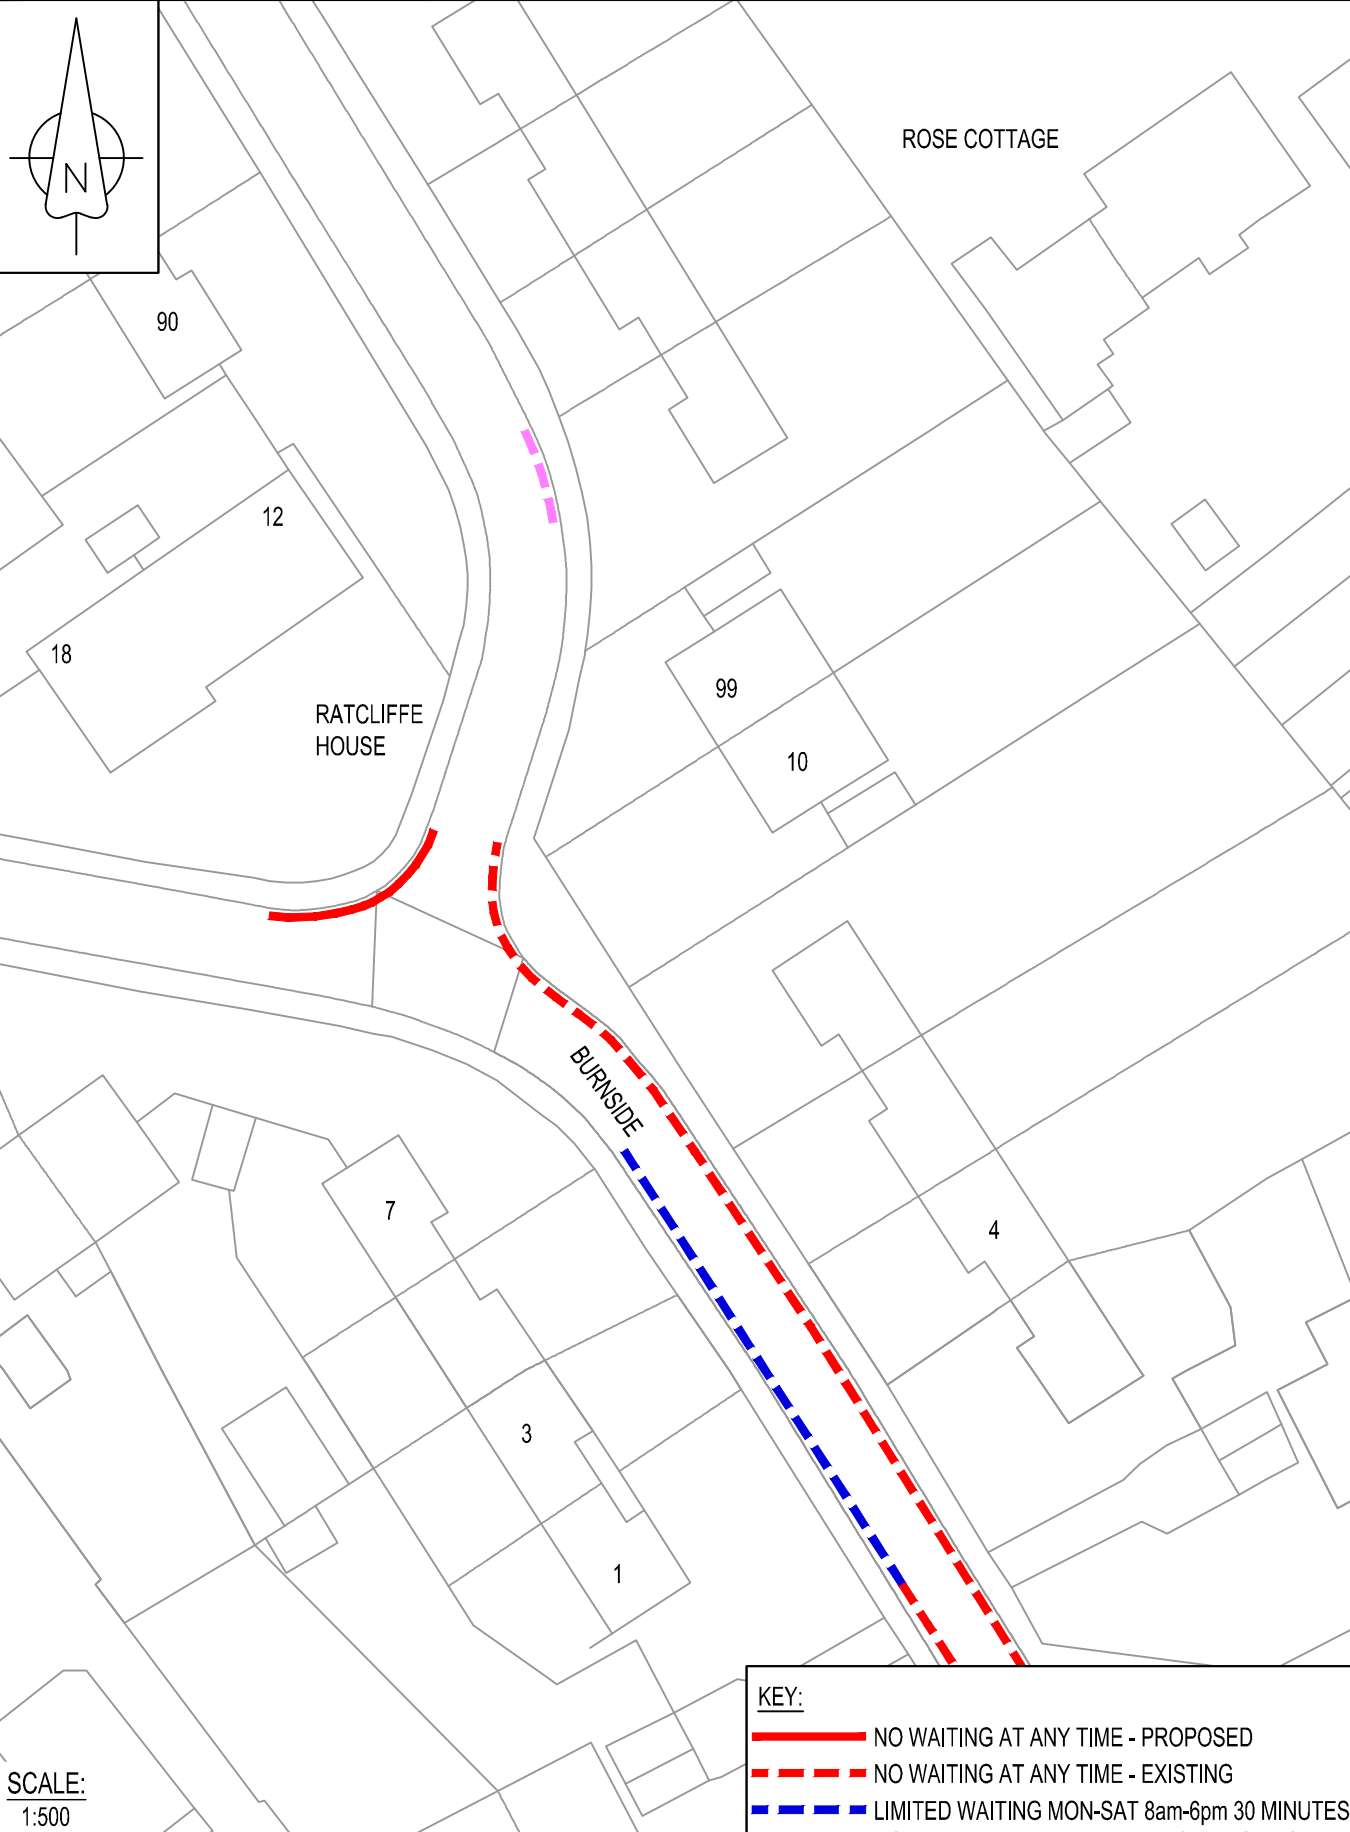 N
ROSE COTTAGE
90
12
18
RATCLIFFE
HOUSE
99
10
BURNSIDE
7
4
3
1
KEY:
NO WAITING AT ANY TIME - PROPOSED
NO WAITING AT ANY TIME - EXISTING
LIMITED WAITING MON-SAT 8am-6pm 30 MINUTES
SCALE:
1:500